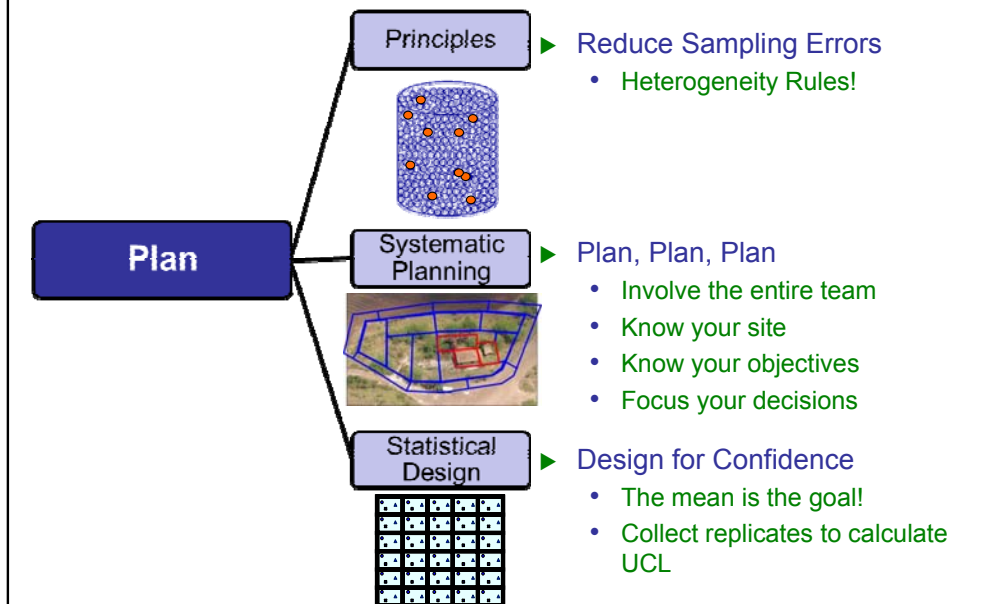 Principles
Reduce Sampling Errors
• Heterogeneity Rules!
Plan
Systematic
Planning
Plan, Plan, Plan
• Involve the entire team
• Know your site
• Know your objectives
• Focus your decisions
Statistical
Design
Design for Confidence
• The mean is the goal!
• Collect replicates to calculate
UCL